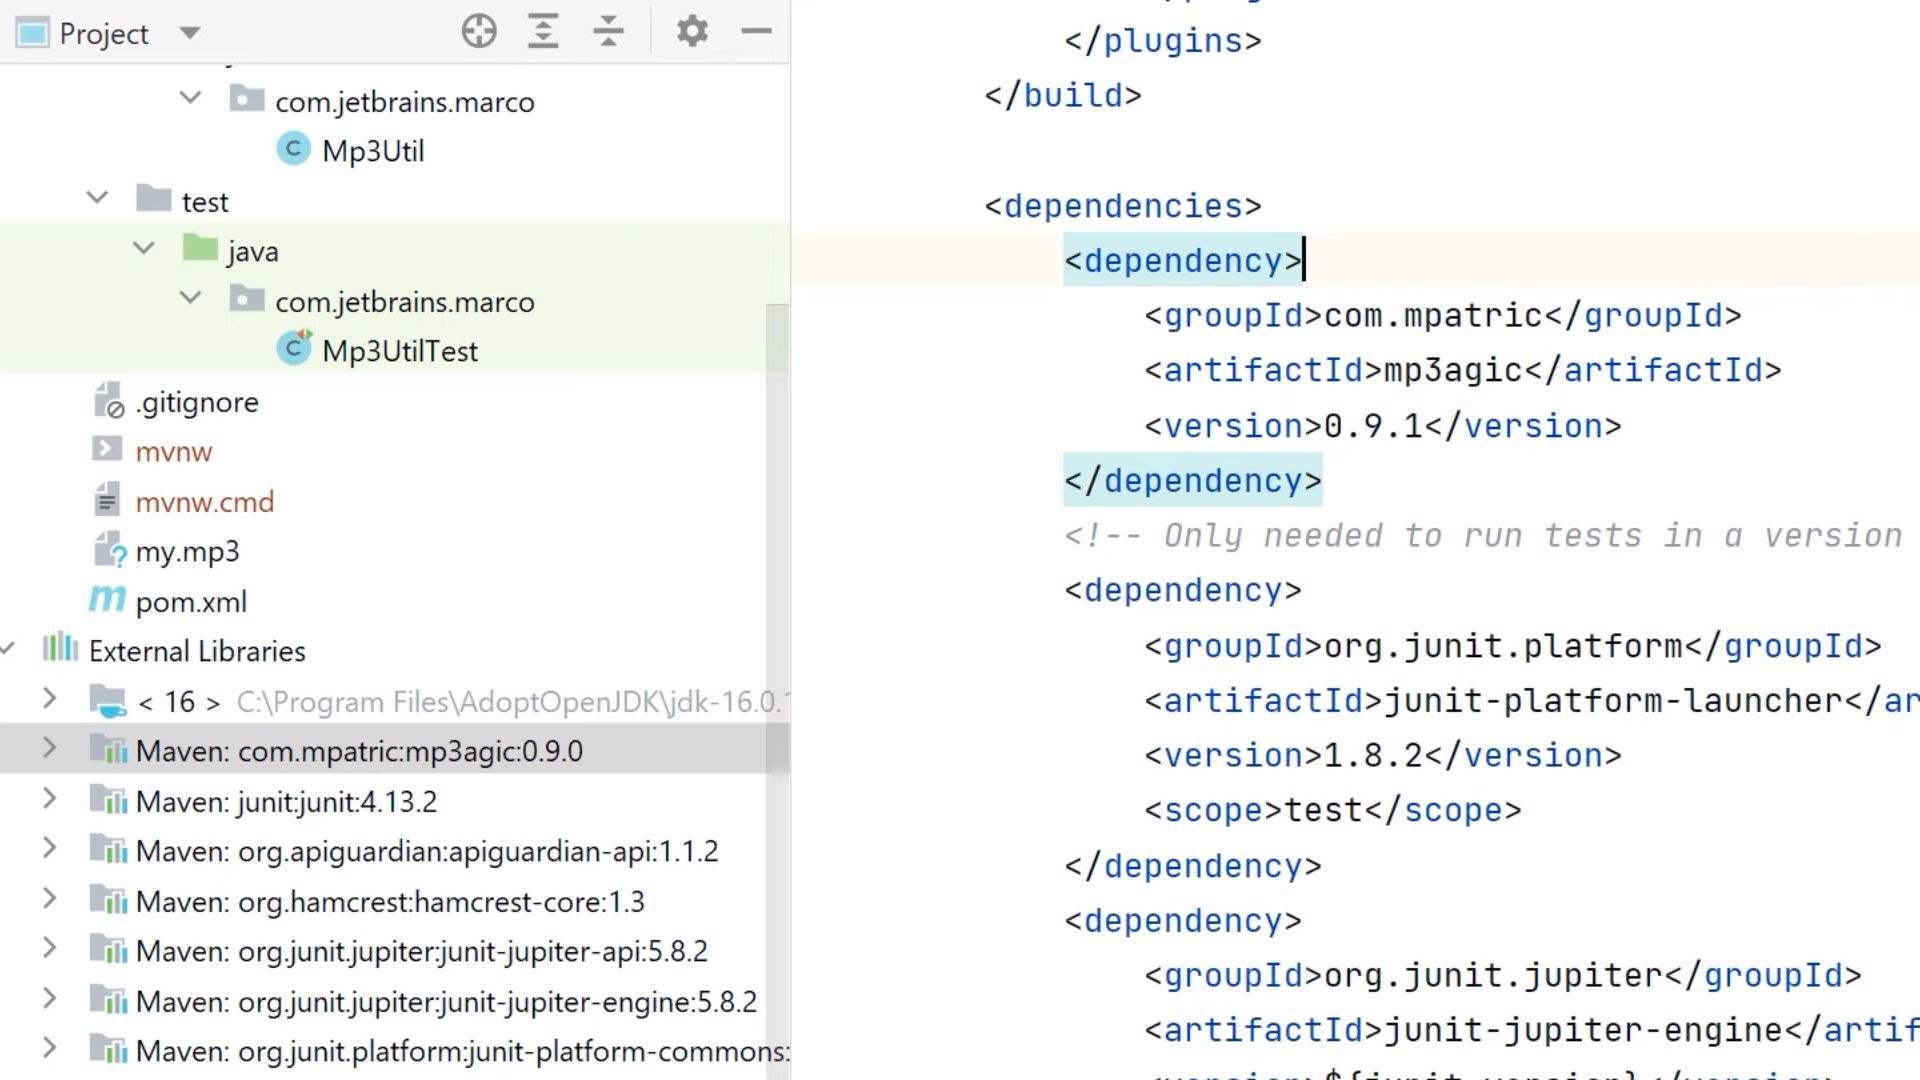 Project
com.jetbrains.marco
Mp3Util
test
java
com.jetbrains.marco
Mp3UtilTest
.gitignore
mvnw
mvnw.cmd
my.mp3
pom.xml
External Libraries
< 16 > C:\Program Files\AdoptOpenJDK\jdk-16.0.
Maven: com.mpatric:mp3agic:0.9.0
Maven: junit:junit:4.13.2
Maven: org.apiguardian:apiguardian-api:1.1.2
Maven: org.hamcrest:hamcrest-core:1.3
Maven: org.junit.jupiter:junit-jupiter-api:5.8.2
Maven: org.junit.jupiter:junit-jupiter-engine:5.8.2
Maven: org.junit.platform:junit-platform-commons:
</plugins>
</build>
<dependencies>
<dependency>
<groupId>com.mpatric</groupId>
<artifactId>mp3agic</artifactId>
<version>0.9.1</version>
</dependency>
<!-- Only needed to run tests in a version
<dependency>
<groupId>org.junit.platform</groupId>
<artifactId>junit-platform-launcher</ar
<version>1.8.2</version>
<scope>test</scope>
</dependency>
<dependency>
<groupId>org.junit.jupiter</groupId>
<artifactId>junit-jupiter-engine</artif